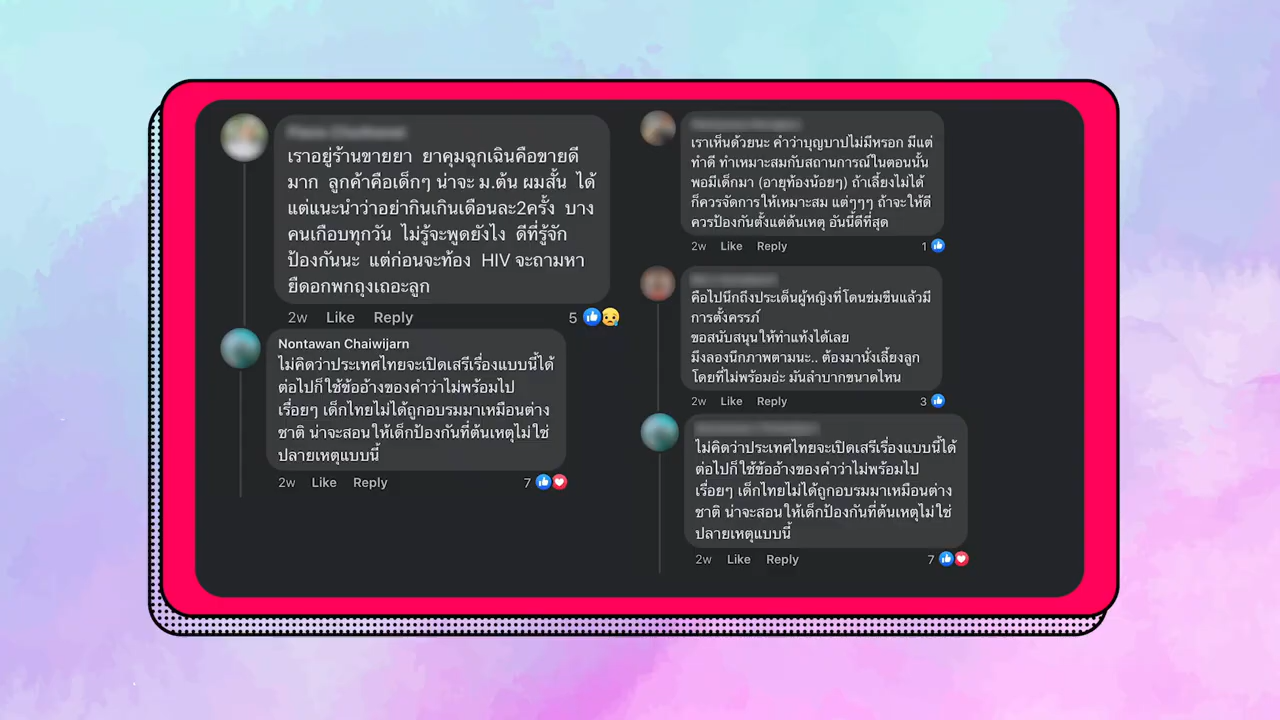 เราอยู่ร้านขายยา ยาคุมฉุกเฉินคือขายดี
มาก ลูกค้าคือเด็กๆ น่าจะ ม.ต้น ผมสั้น ได้
แต่แนะนำว่าอย่ากินเกินเดือนละ2ครั้ง บาง
คนเกือบทุกวัน ไม่รู้จะพูดยังไง ดีที่รู้จัก
ป้องกันนะ แต่ก่อนจะท้อง HIV จะถามหา
ยืดอกพกถุงเถอะลูก
2w Like Reply 5
Nontawan Chaiwijarn
ไม่คิดว่าประเทศไทยจะเปิดเสรีเรื่องแบบนี้ได้
ต่อไปก็ใช้ข้ออ้างของคำว่าไม่พร้อมไป
เรื่อยๆ เด็กไทยไม่ได้ถูกอบรมมาเหมือนต่าง
ชาติ น่าจะสอนให้เด็กป้องกันที่ต้นเหตุไม่ใช่
ปลายเหตุแบบนี้
2w Like Reply 7
เราเห็นด้วยนะ คำว่าบุญบาปไม่มีหรอก มีแต่
ทำดี ทำเหมาะสมกับสถานการณ์ในตอนนั้น
พอมีเด็กมา (อายุท้องน้อยๆ) ถ้าเลี้ยงไม่ได้
ก็ควรจัดการให้เหมาะสม แต่ๆๆๆ ถ้าจะให้ดี
ควรป้องกันตั้งแต่ต้นเหตุ อันนี้ดีที่สุด
2w Like Reply 1
คือไปนึกถึงประเด็นผู้หญิงที่โดนข่มขืนแล้วมี
การตั้งครรภ์
ขอสนับสนุนให้ทำแท้งได้เลย
มึงลองนึกภาพตามนะ.. ต้องมานั่งเลี้ยงลูก
โดยที่ไม่พร้อมอ่ะ มันลำบากขนาดไหน
2w Like Reply 3
ไม่คิดว่าประเทศไทยจะเปิดเสรีเรื่องแบบนี้ได้
ต่อไปก็ใช้ข้ออ้างของคำว่าไม่พร้อมไป
เรื่อยๆ เด็กไทยไม่ได้ถูกอบรมมาเหมือนต่าง
ชาติ น่าจะสอนให้เด็กป้องกันที่ต้นเหตุไม่ใช่
ปลายเหตุแบบนี้
2w Like Reply 7